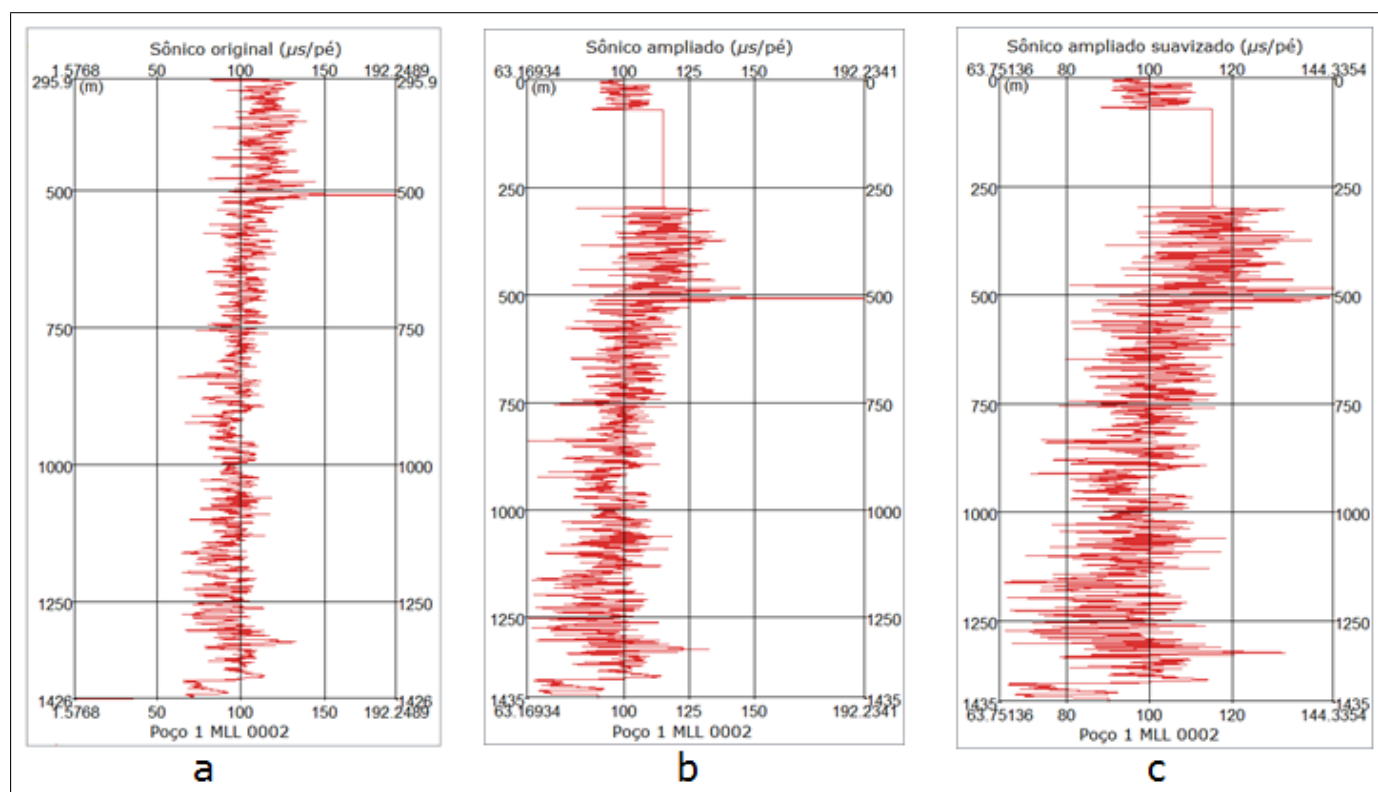 Sônico original (µs/pé)
1.5768 50 100 150 192.2489
295.9 295.9
(m)
500 500
750 750
1000 1000
1250 1250
1426 1426
1.5768 50 100 150 192.2489
Poço 1 MLL 0002
a
Sônico ampliado (µs/pé)
63.16934 100 125 150 192.2341
0 0
(m)
250 250
500 500
750 750
1000 1000
1250 1250
1435 1435
63.16934 100 125 150 192.2341
Poço 1 MLL 0002
b
Sônico ampliado suavizado (µs/pé)
63.75136 80 100 120 144.3354
0 0
(m)
250 250
500 500
750 750
1000 1000
1250 1250
1435 1435
63.75136 80 100 120 144.3354
Poço 1 MLL 0002
c